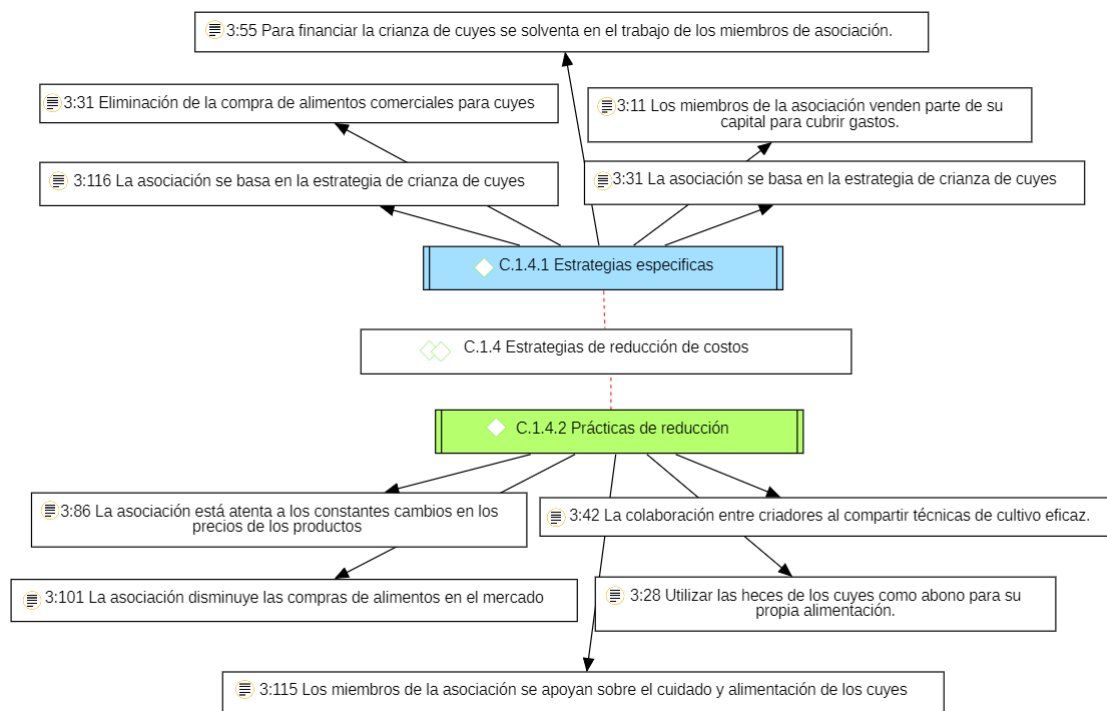 3:55 Para financiar la crianza de cuyes se solventa en el trabajo de los miembros de asociación.
3:31 Eliminación de la compra de alimentos comerciales para cuyes
3:11 Los miembros de la asociación venden parte de su
capital para cubrir gastos.
3:116 La asociación se basa en la estrategia de crianza de cuyes
3:31 La asociación se basa en la estrategia de crianza de cuyes
C.1.4.1 Estrategias especificas
C.1.4 Estrategias de reducción de costos
C.1.4.2 Prácticas de reducción
3:86 La asociación está atenta a los constantes cambios en los
precios de los productos
3:42 La colaboración entre criadores al compartir técnicas de cultivo eficaz.
3:101 La asociación disminuye las compras de alimentos en el mercado
3:28 Utilizar las heces de los cuyes como abono para su
propia alimentación.
3:115 Los miembros de la asociación se apoyan sobre el cuidado y alimentación de los cuyes